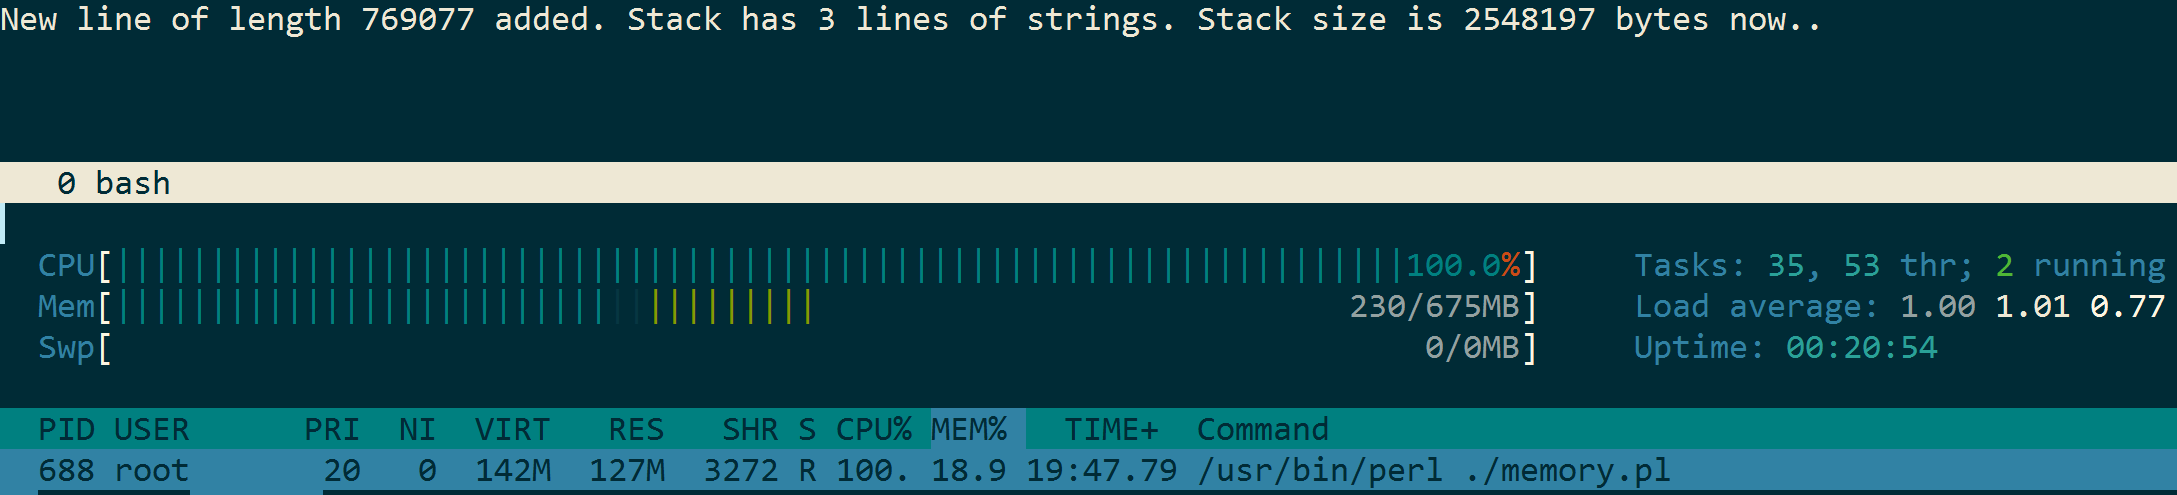 New line of length 769077 added. Stack has 3 lines of strings. Stack size is 2548197 bytes now..
0 bash
CPU[||||||||||||||||||||||||||||||||||||||||||||||||||||||||||||||||||||100.0%] Tasks: 35, 53 thr; 2 running
Mem[||||||||||||||||||||||||||||||||||||| 230/675MB] Load average: 1.00 1.01 0.77
Swp[ 0/0MB] Uptime: 00:20:54
PID USER PRI NI VIRT RES SHR S CPU% MEM% TIME+ Command
688 root 20 0 142M 127M 3272 R 100. 18.9 19:47.79 /usr/bin/perl ./memory.pl